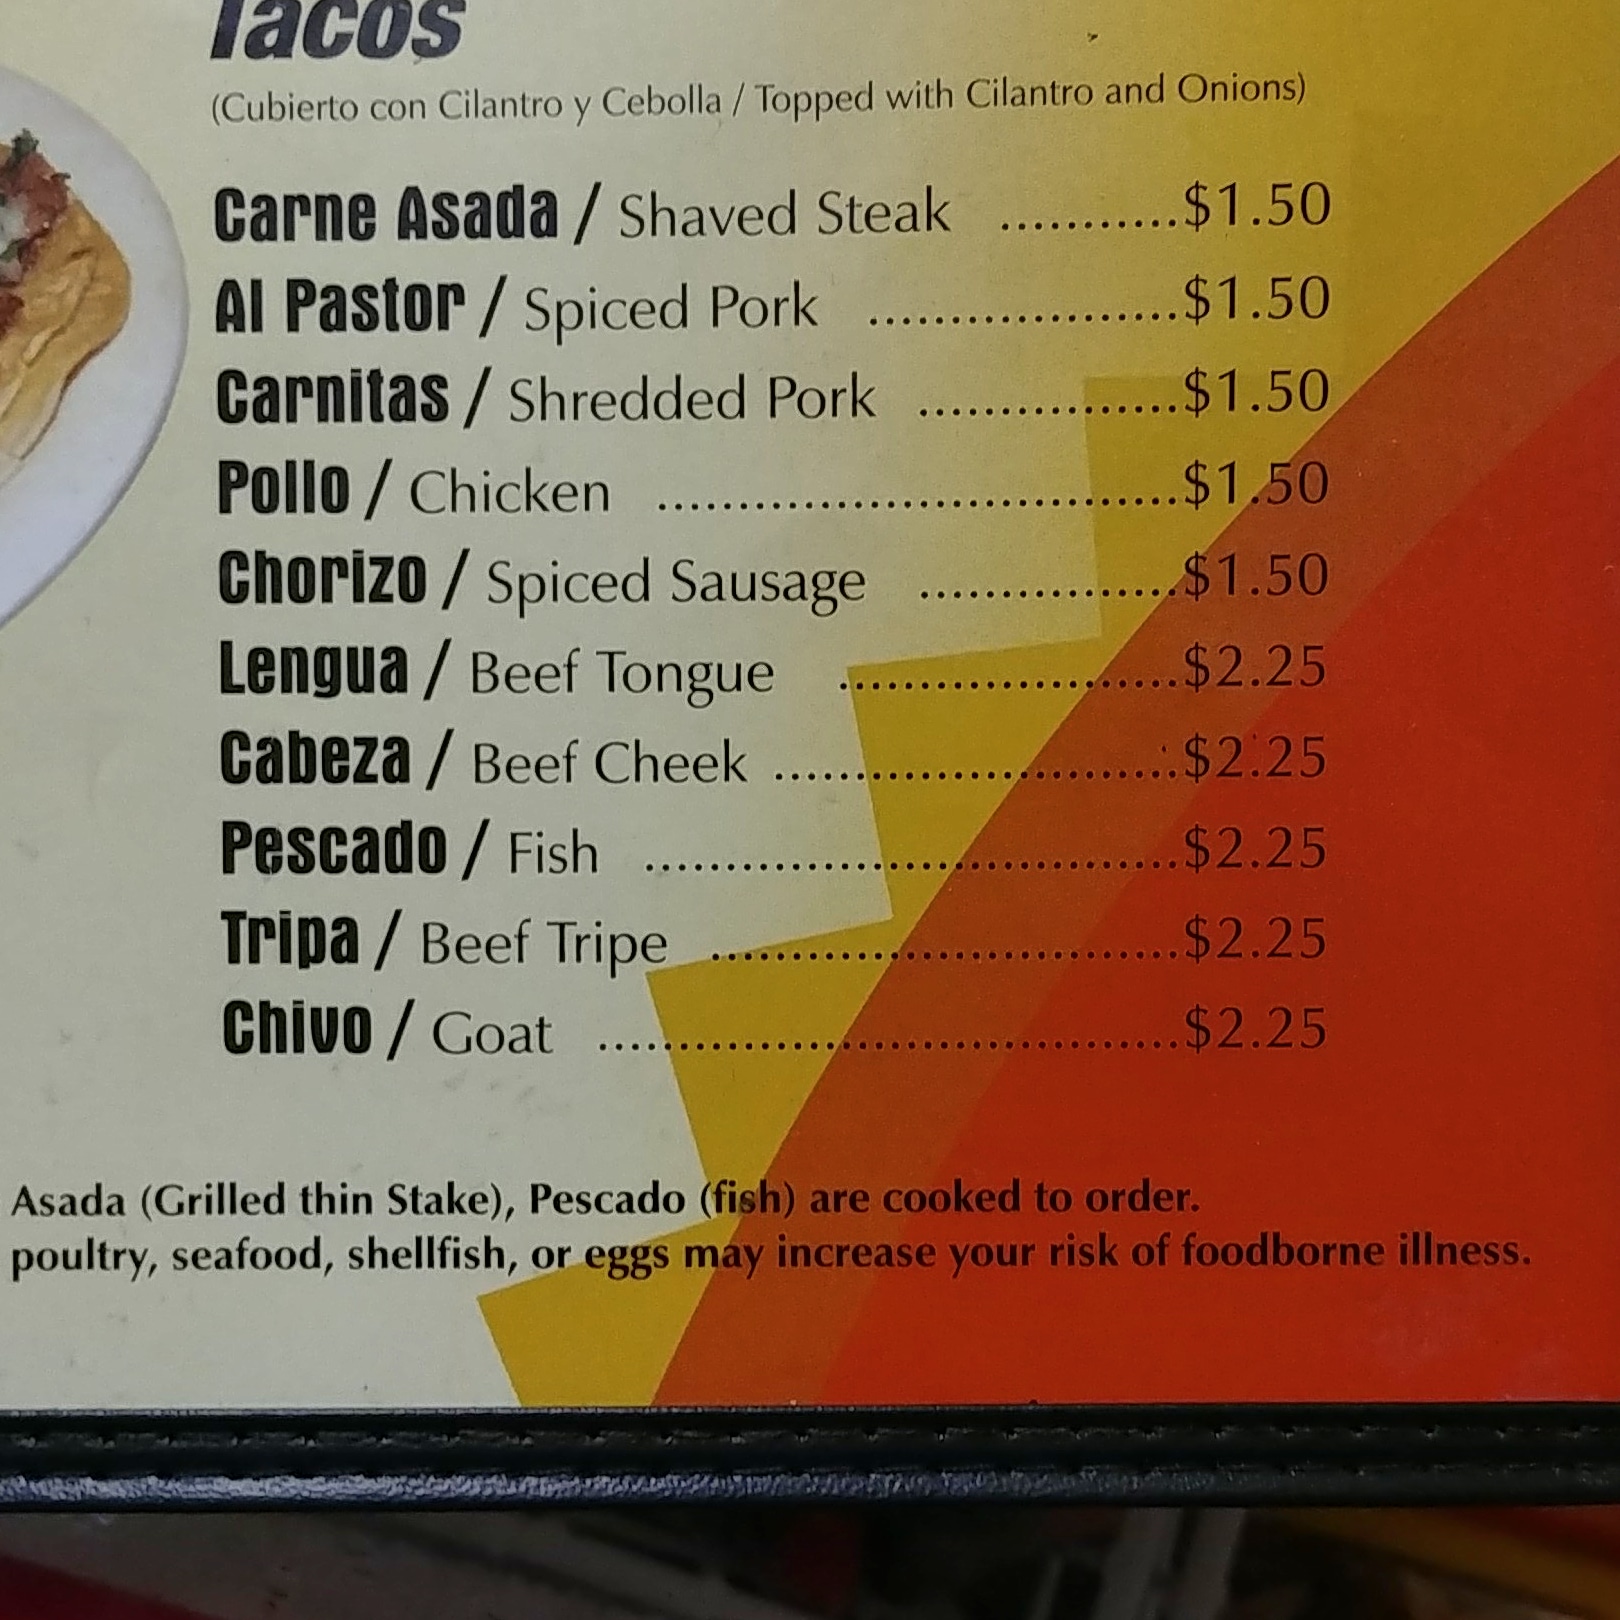 Tacos
(Cubierto con Cilantro y Cebolla / Topped with Cilantro and Onions)
Carne Asada / Shaved Steak ...........$1.50
Al Pastor / Spiced Pork ...................$1.50
Carnitas / Shredded Pork ................$1.50
Pollo / Chicken ................................$1.50
Chorizo / Spiced Sausage ................$1.50
Lengua / Beef Tongue .....................$2.25
Cabeza / Beef Cheek .........................$2.25
Pescado / Fish .................................$2.25
Tripa / Beef Tripe .............................$2.25
Chivo / Goat ....................................$2.25
Asada (Grilled thin Stake), Pescado (fish) are cooked to order.
poultry, seafood, shellfish, or eggs may increase your risk of foodborne illness.